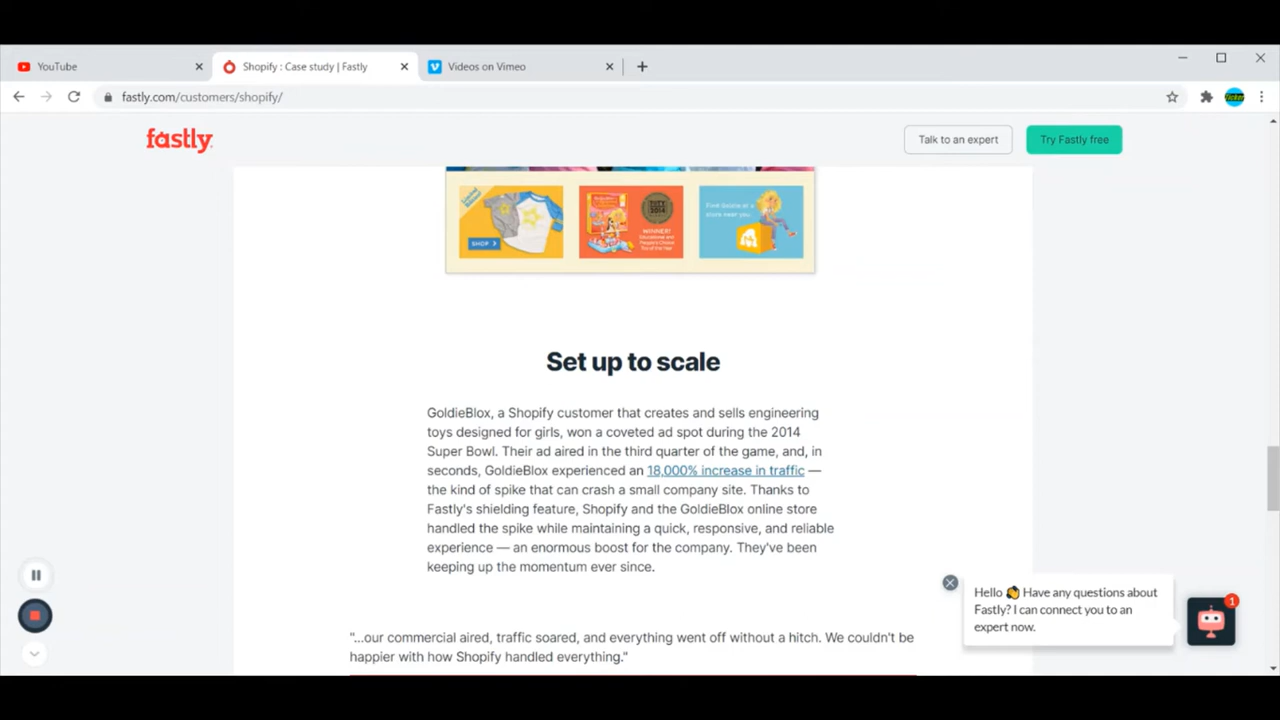 YouTube
Shopify : Case study | Fastly
Videos on Vimeo
fastly.com/customers/shopify/
fastly
Talk to an expert
Try Fastly free
SHOP >
WINNER!
Find Goldie at a
store near you
Set up to scale
GoldieBlox, a Shopify customer that creates and sells engineering
toys designed for girls, won a coveted ad spot during the 2014
Super Bowl. Their ad aired in the third quarter of the game, and, in
seconds, GoldieBlox experienced an 18,000% increase in traffic —
the kind of spike that can crash a small company site. Thanks to
Fastly's shielding feature, Shopify and the GoldieBlox online store
handled the spike while maintaining a quick, responsive, and reliable
experience — an enormous boost for the company. They've been
keeping up the momentum ever since.
"...our commercial aired, traffic soared, and everything went off without a hitch. We couldn't be
happier with how Shopify handled everything."
Hello 👋 Have any questions about
Fastly? I can connect you to an
expert now.
1